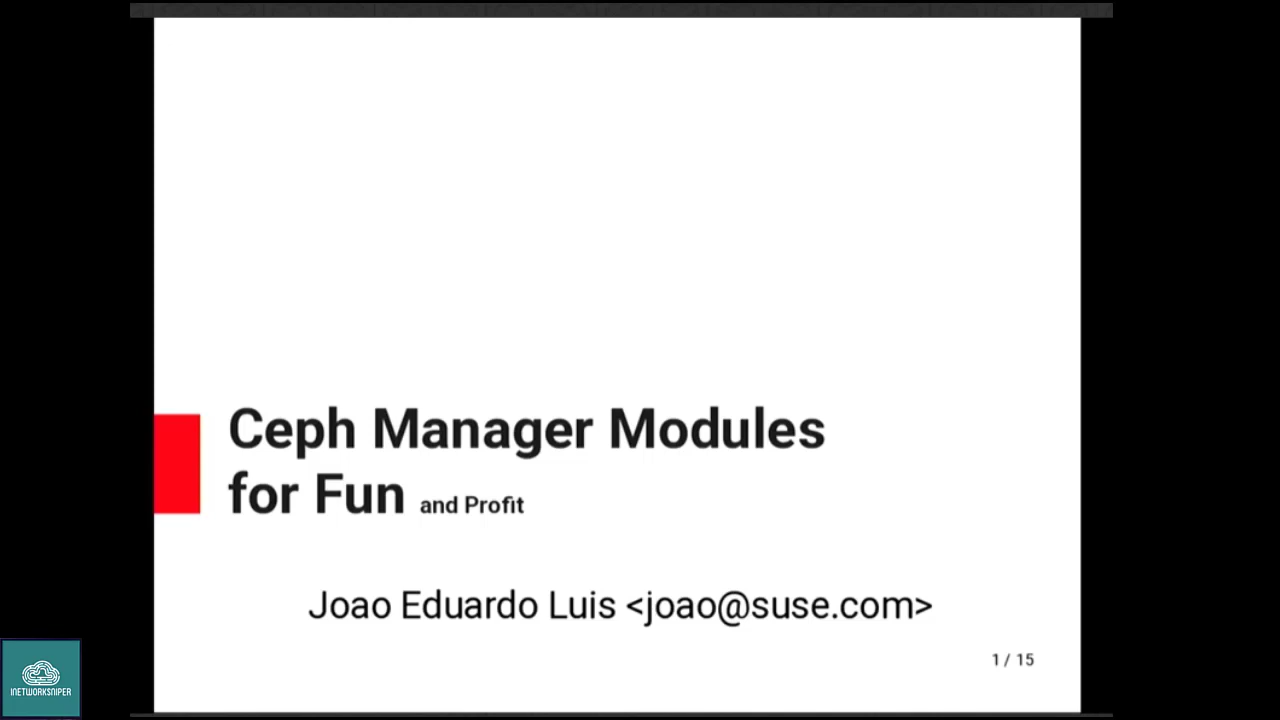 Ceph Manager Modules
for Fun and Profit
Joao Eduardo Luis <joao@suse.com>
1 / 15
INETWORKSNIPER